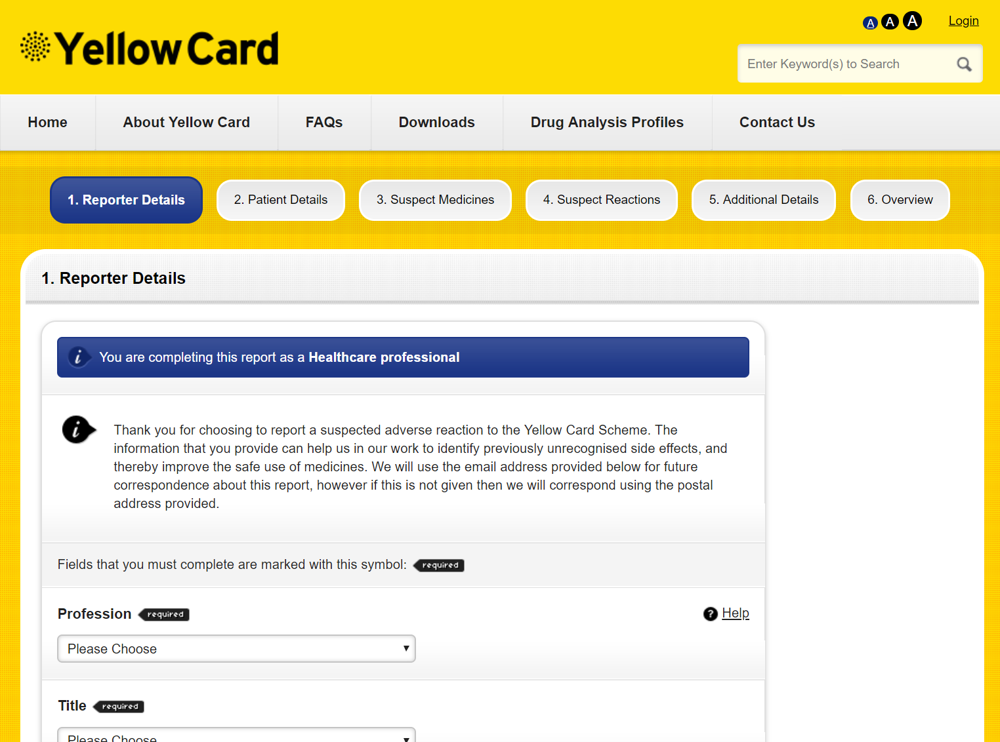 A A A Login
YellowCard
Enter Keyword(s) to Search
Home About Yellow Card FAQs Downloads Drug Analysis Profiles Contact Us
1. Reporter Details 2. Patient Details 3. Suspect Medicines 4. Suspect Reactions 5. Additional Details 6. Overview
1. Reporter Details
i You are completing this report as a Healthcare professional
i Thank you for choosing to report a suspected adverse reaction to the Yellow Card Scheme. The
information that you provide can help us in our work to identify previously unrecognised side effects, and
thereby improve the safe use of medicines. We will use the email address provided below for future
correspondence about this report, however if this is not given then we will correspond using the postal
address provided.
Fields that you must complete are marked with this symbol: required
Profession required ? Help
Please Choose
Title required
Please Choose